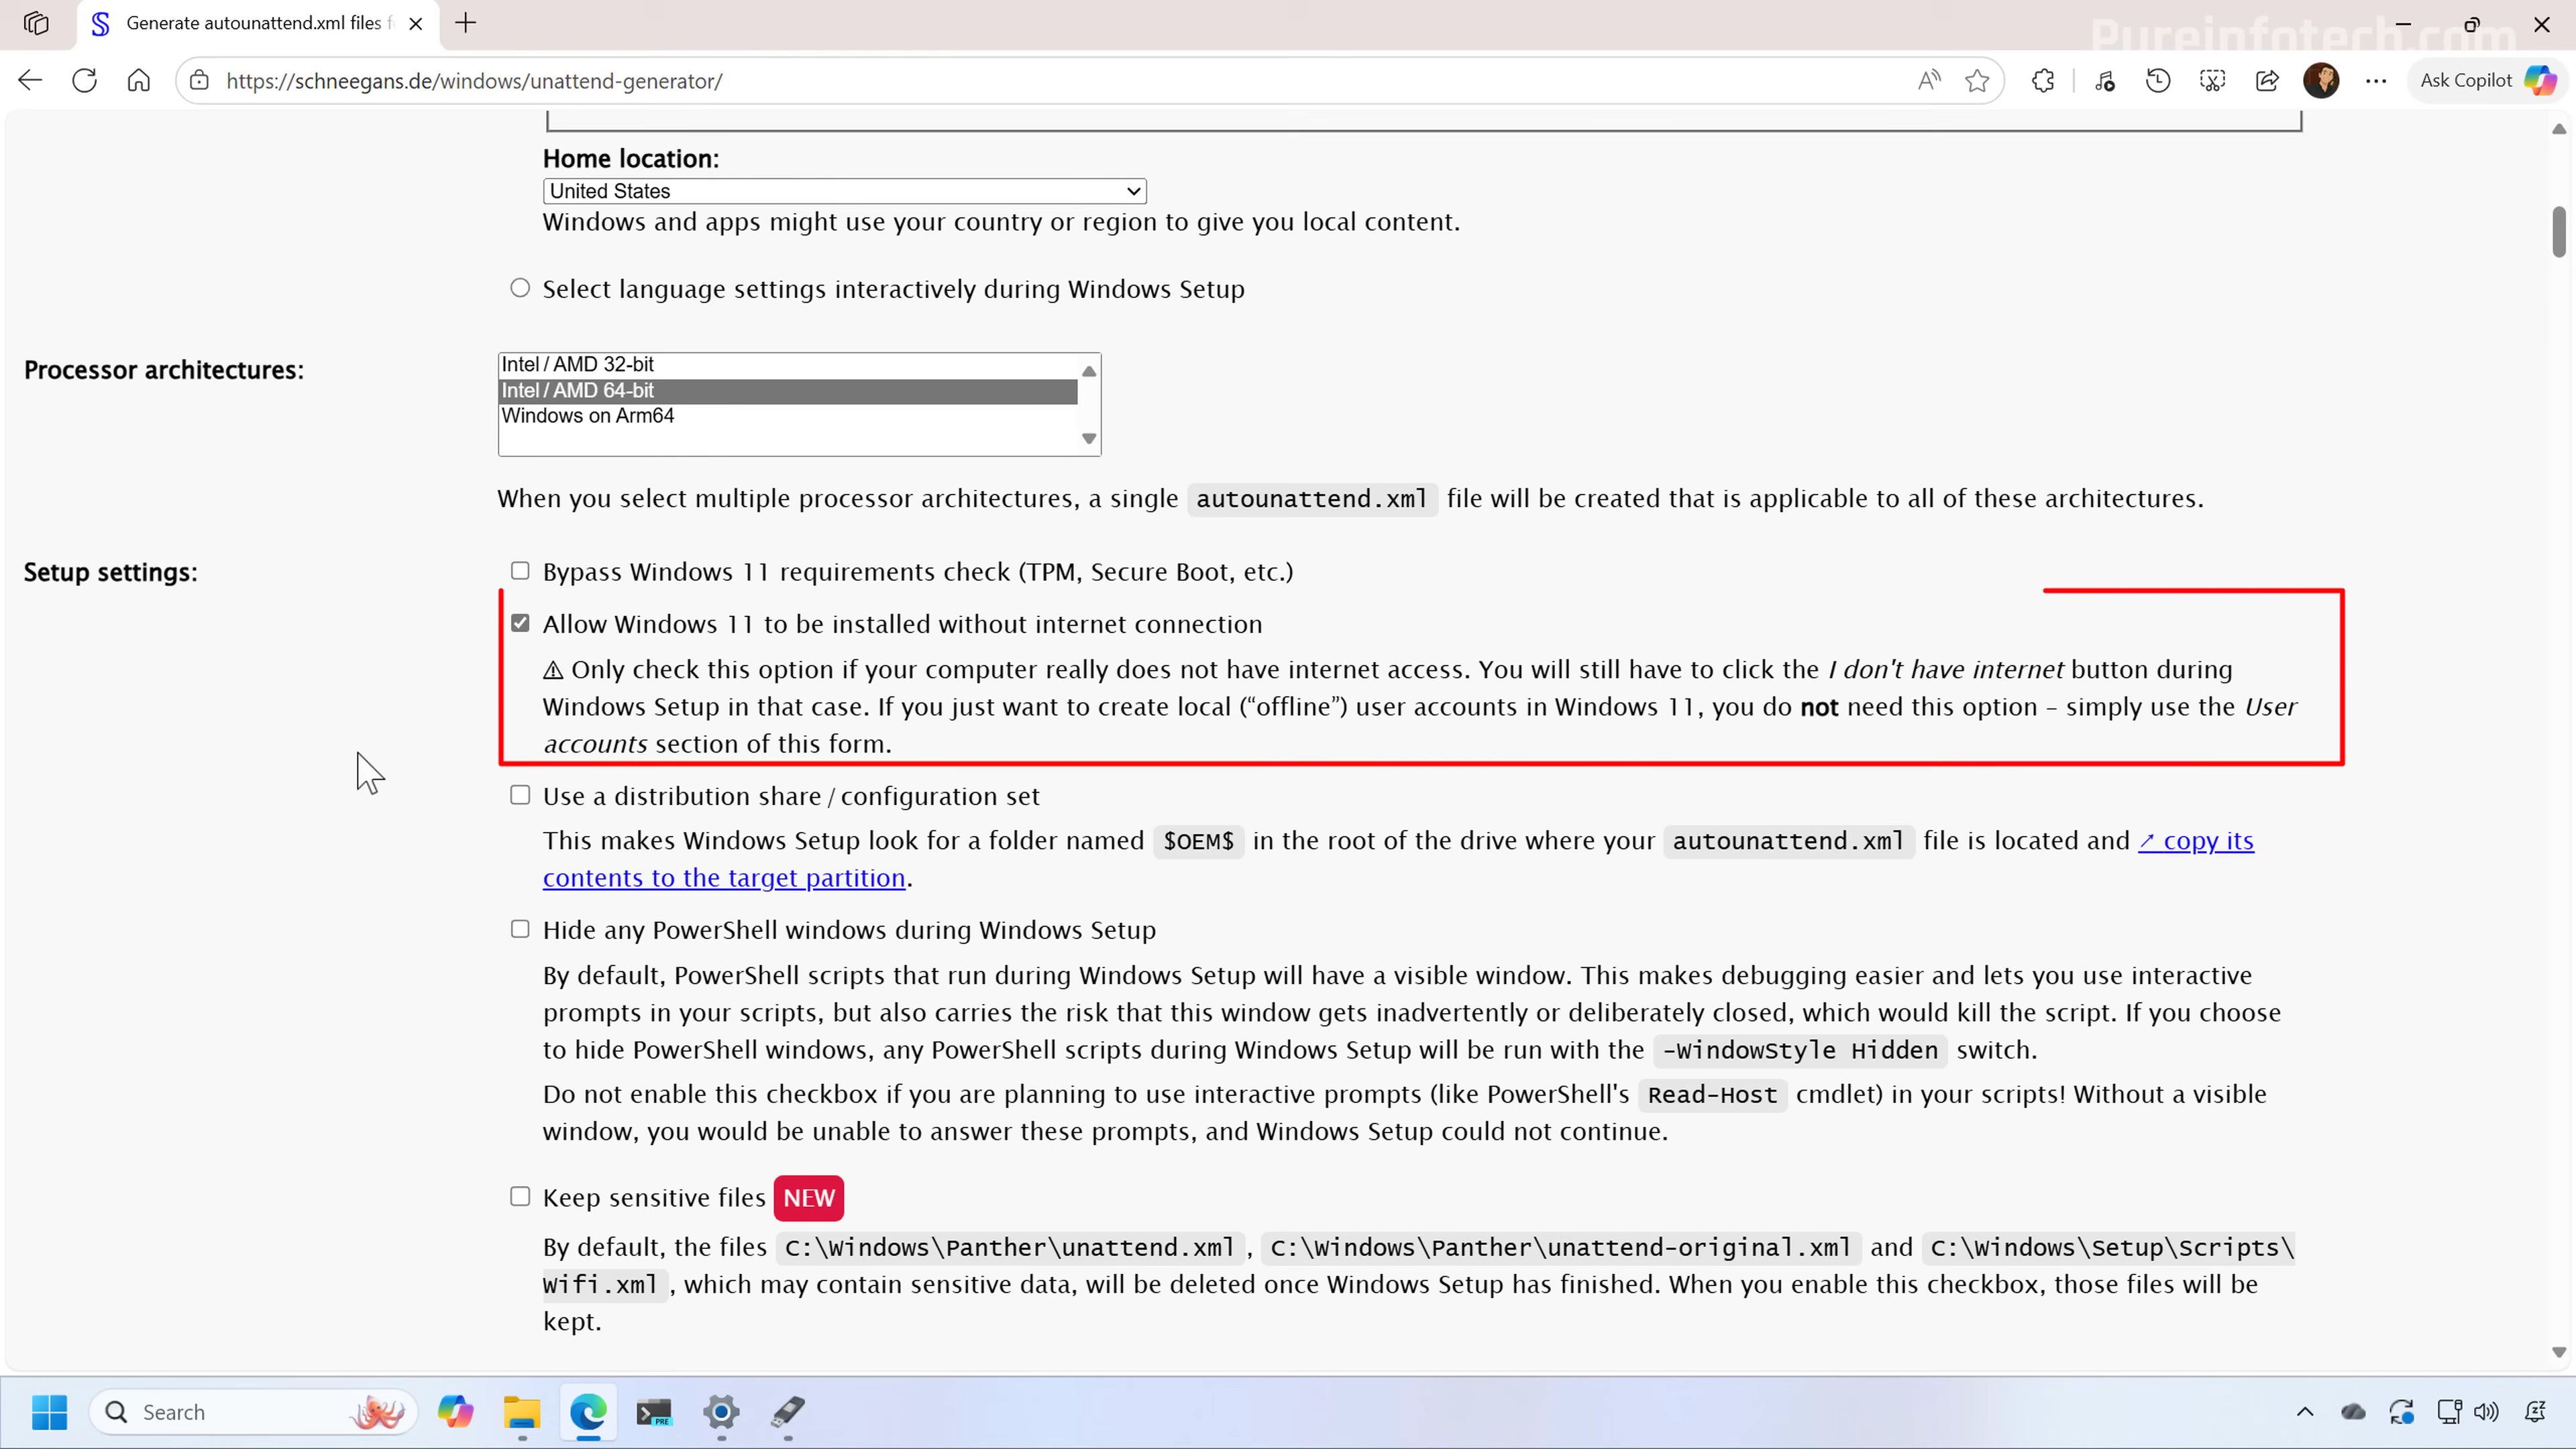 Generate autounattend.xml files f
Pureinfotech.com
https://schneegans.de/windows/unattend-generator/
Ask Copilot
Home location:
United States
Windows and apps might use your country or region to give you local content.
Select language settings interactively during Windows Setup
Processor architectures:
Intel / AMD 32-bit
Intel / AMD 64-bit
Windows on Arm64
When you select multiple processor architectures, a single autounattend.xml file will be created that is applicable to all of these architectures.
Setup settings:
Bypass Windows 11 requirements check (TPM, Secure Boot, etc.)
Allow Windows 11 to be installed without internet connection
⚠ Only check this option if your computer really does not have internet access. You will still have to click the I don't have internet button during
Windows Setup in that case. If you just want to create local (“offline”) user accounts in Windows 11, you do not need this option – simply use the User
accounts section of this form.
Use a distribution share / configuration set
This makes Windows Setup look for a folder named $OEM$ in the root of the drive where your autounattend.xml file is located and ↗ copy its
contents to the target partition.
Hide any PowerShell windows during Windows Setup
By default, PowerShell scripts that run during Windows Setup will have a visible window. This makes debugging easier and lets you use interactive
prompts in your scripts, but also carries the risk that this window gets inadvertently or deliberately closed, which would kill the script. If you choose
to hide PowerShell windows, any PowerShell scripts during Windows Setup will be run with the -WindowStyle Hidden switch.
Do not enable this checkbox if you are planning to use interactive prompts (like PowerShell's Read-Host cmdlet) in your scripts! Without a visible
window, you would be unable to answer these prompts, and Windows Setup could not continue.
Keep sensitive files NEW
By default, the files C:\Windows\Panther\unattend.xml, C:\Windows\Panther\unattend-original.xml and C:\Windows\Setup\Scripts\
Wifi.xml, which may contain sensitive data, will be deleted once Windows Setup has finished. When you enable this checkbox, those files will be
kept.
Search
PRE